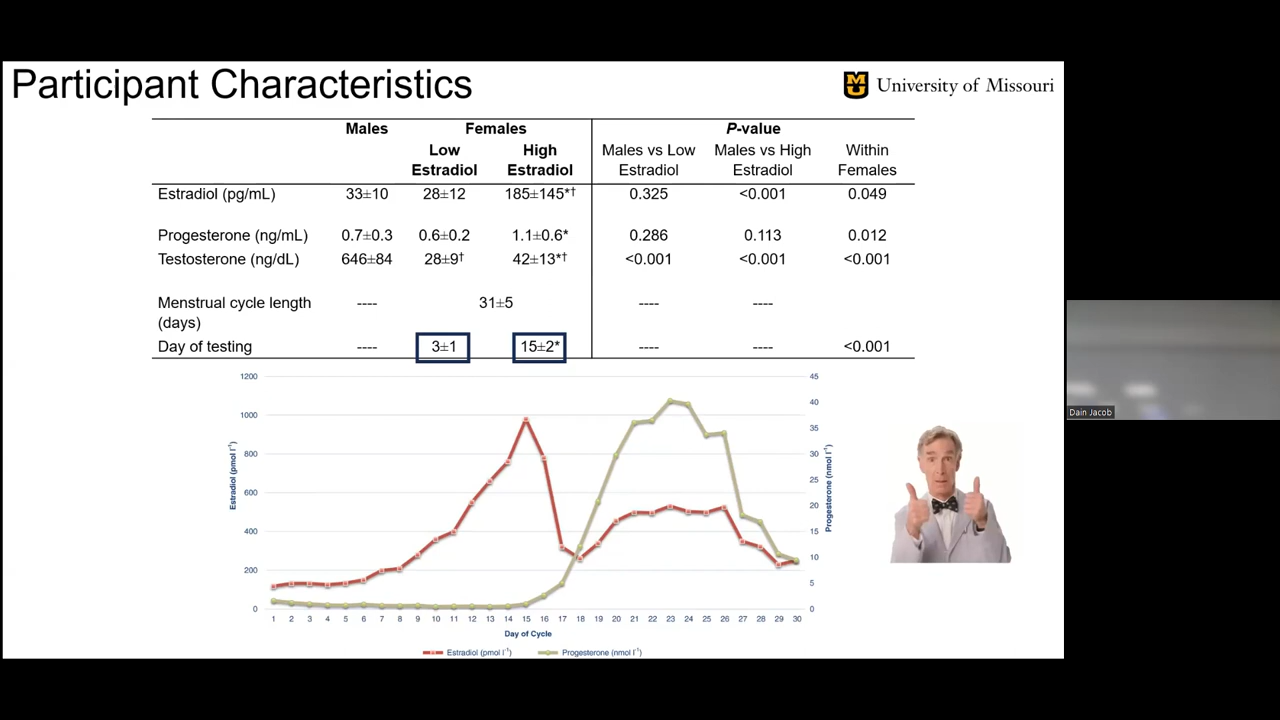 Participant Characteristics
University of Missouri
Males Females P-value
Low Estradiol High Estradiol Males vs Low Estradiol Males vs High Estradiol Within Females
Estradiol (pg/mL) 33±10 28±12 185±145*† 0.325 <0.001 0.049
Progesterone (ng/mL) 0.7±0.3 0.6±0.2 1.1±0.6* 0.286 0.113 0.012
Testosterone (ng/dL) 646±84 28±9† 42±13*† <0.001 <0.001 <0.001
Menstrual cycle length (days) ---- 31±5 ---- ----
Day of testing ---- 3±1 15±2* ---- ---- <0.001
1200 45
1000 40
800 35
600 30
400 25
200 20
0 15
10
5
0
Estradiol (pmol l⁻¹)
Progesterone (nmol l⁻¹)
1 2 3 4 5 6 7 8 9 10 11 12 13 14 15 16 17 18 19 20 21 22 23 24 25 26 27 28 29 30
Day of Cycle
Estradiol (pmol l⁻¹) Progesterone (nmol l⁻¹)
Dain Jacob